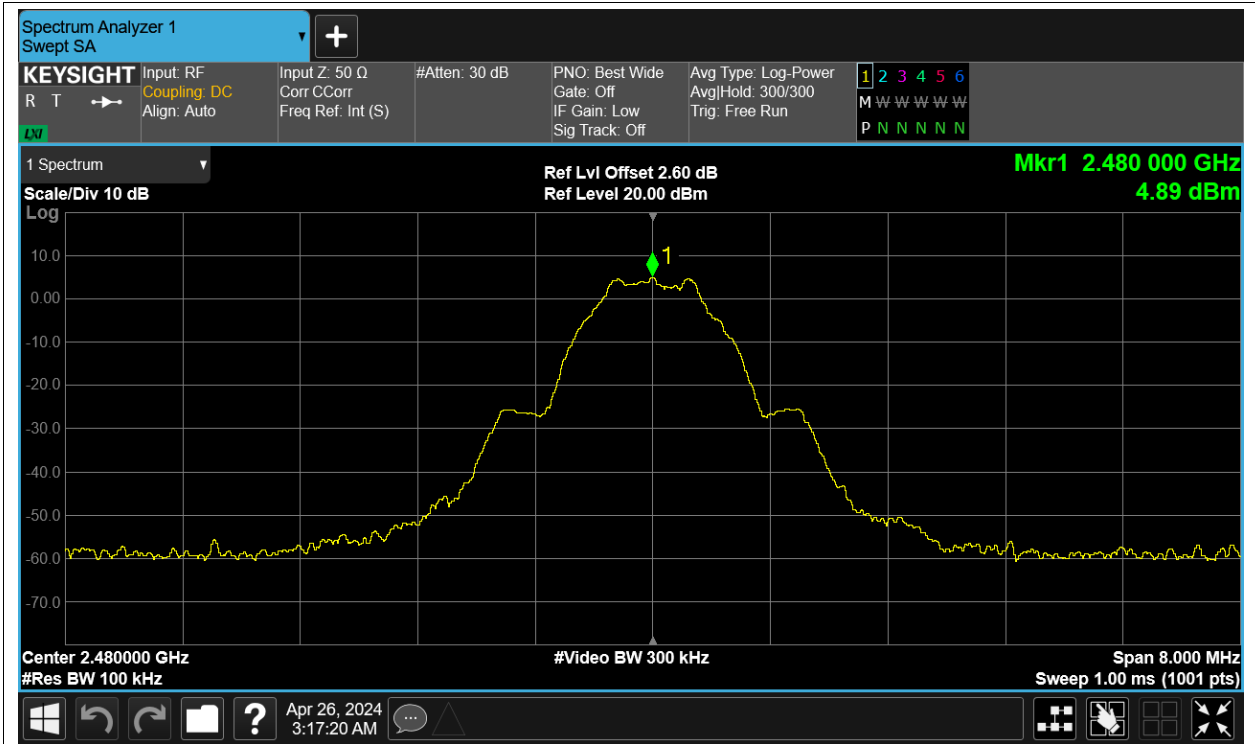 Spectrum Analyzer 1
Swept SA
KEYSIGHT
R T
LXI
Input: RF
Coupling: DC
Align: Auto
Input Z: 50 Ω
Corr CCorr
Freq Ref: Int (S)
#Atten: 30 dB
PNO: Best Wide
Gate: Off
IF Gain: Low
Sig Track: Off
Avg Type: Log-Power
Avg|Hold: 300/300
Trig: Free Run
1 2 3 4 5 6
M W W W W W
P N N N N N
1 Spectrum
Scale/Div 10 dB
Log
Ref Lvl Offset 2.60 dB
Ref Level 20.00 dBm
Mkr1 2.480 000 GHz
4.89 dBm
1
10.0
0.00
-10.0
-20.0
-30.0
-40.0
-50.0
-60.0
-70.0
Center 2.480000 GHz
#Res BW 100 kHz
#Video BW 300 kHz
Span 8.000 MHz
Sweep 1.00 ms (1001 pts)
?
Apr 26, 2024
3:17:20 AM